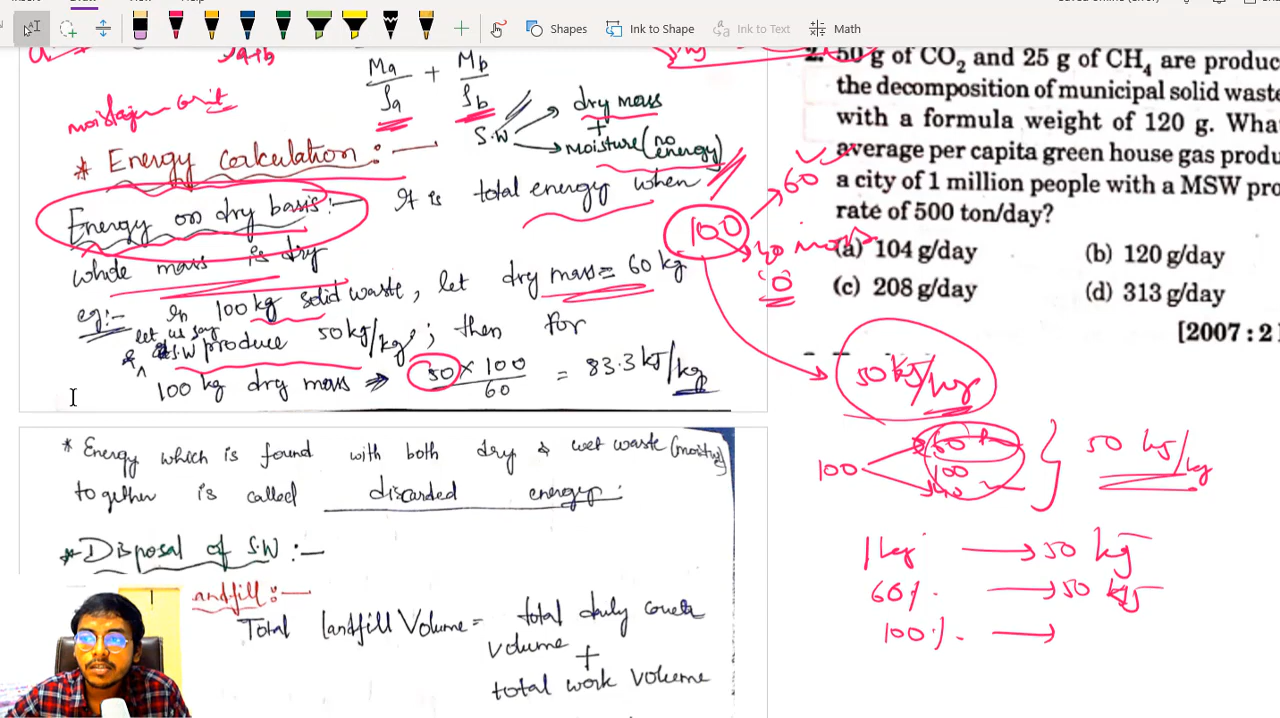 Draw
Shapes
Ink to Shape
Ink to Text
Math
a+b
Ma/ρa + Mb/ρb
S.W
dry mass
+
moisture (no energy)
* Energy calculation :-
Energy on dry basis :- It is total energy when
whole mass is dry
eg:- In 100 kg solid waste, let dry mass = 60 kg
let us say
S.W produce 50 kJ/kg ; then for
100 kg dry mass ⇒ 50 × 100 / 60 = 83.3 kJ/kg
100
60
* Energy which is found with both dry & wet waste (moisture)
together is called discarded energy.
* Disposal of SW :-
andfill :-
Total landfill Volume = total daily cover
volume
+
total work volume
2. 50 g of CO₂ and 25 g of CH₄ are produc
the decomposition of municipal solid waste
with a formula weight of 120 g. Wha
average per capita green house gas produ
a city of 1 million people with a MSW pro
rate of 500 ton/day?
(a) 104 g/day (b) 120 g/day
(c) 208 g/day (d) 313 g/day
[2007 : 2
50 kJ/kg
100
100
50 kJ/kg
1 kg → 50 kJ
60 % → 50 kJ
100 % →